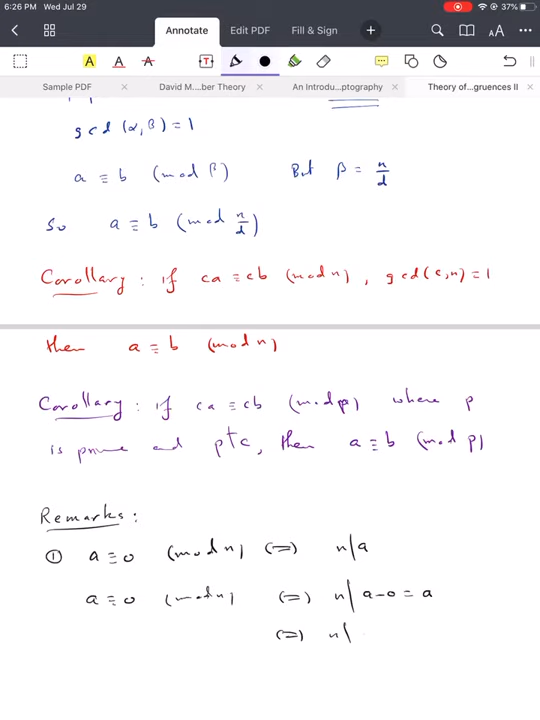 6:26 PM Wed Jul 29 37%
Annotate Edit PDF Fill & Sign
Sample PDF × David M....ber Theory × An Introdu...ptography × Theory of...gruences II
gcd (α, β) = 1
a ≡ b (mod β) But β = n/d
So a ≡ b (mod n/d)
Corollary : if ca ≡ cb (mod n) , gcd(c,n) = 1
then a ≡ b (mod n)
Corollary : if ca ≡ cb (mod p) where p
is prime and p∤c, then a ≡ b (mod p)
Remarks :
① a ≡ 0 (mod n) ⇔ n|a
a ≡ 0 (mod n) ⇔ n| a-0 = a
⇔ n|